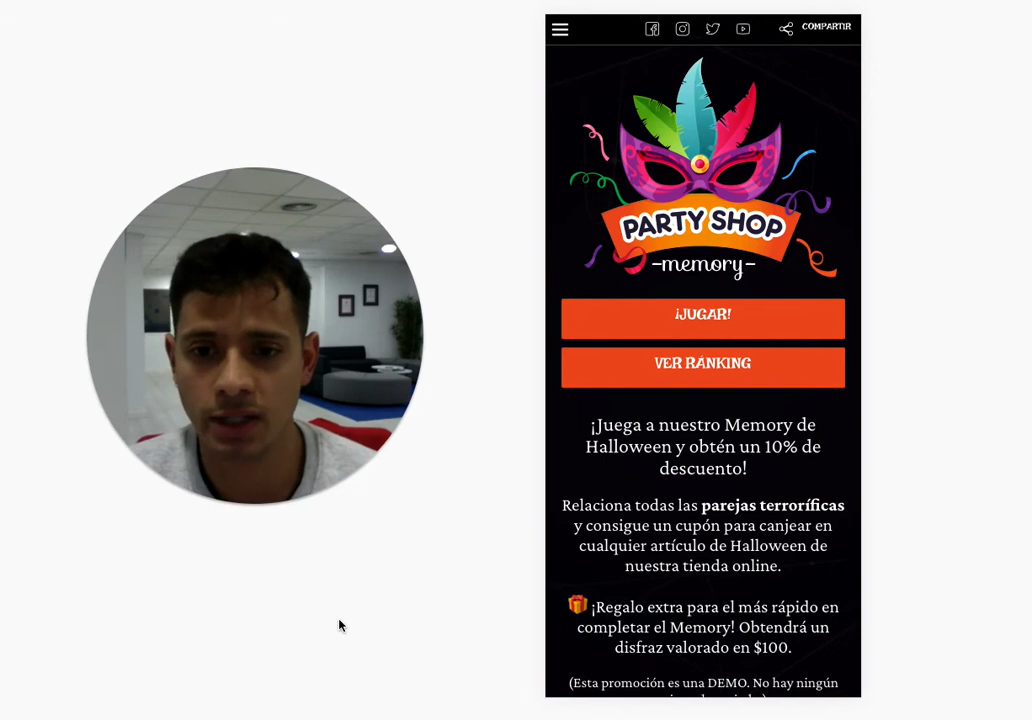 COMPARTIR
PARTY SHOP
-memory-
¡JUGAR!
VER RÁNKING
¡Juega a nuestro Memory de
Halloween y obtén un 10% de
descuento!
Relaciona todas las parejas terroríficas
y consigue un cupón para canjear en
cualquier artículo de Halloween de
nuestra tienda online.
¡Regalo extra para el más rápido en
completar el Memory! Obtendrá un
disfraz valorado en $100.
(Esta promoción es una DEMO. No hay ningún